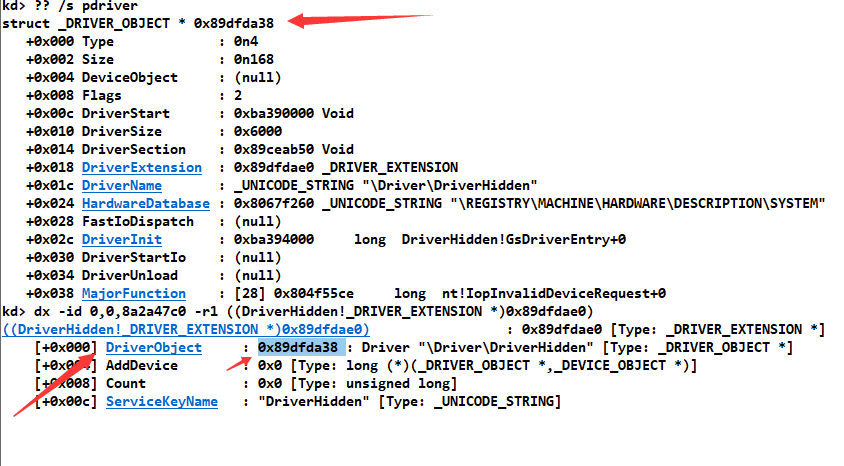 kd> ?? /s pdriver
struct _DRIVER_OBJECT * 0x89dfda38
+0x000 Type : 0n4
+0x002 Size : 0n168
+0x004 DeviceObject : (null)
+0x008 Flags : 2
+0x00c DriverStart : 0xba390000 Void
+0x010 DriverSize : 0x6000
+0x014 DriverSection : 0x89ceab50 Void
+0x018 DriverExtension : 0x89dfdae0 _DRIVER_EXTENSION
+0x01c DriverName : _UNICODE_STRING "\Driver\DriverHidden"
+0x024 HardwareDatabase : 0x8067f260 _UNICODE_STRING "\REGISTRY\MACHINE\HARDWARE\DESCRIPTION\SYSTEM"
+0x028 FastIoDispatch : (null)
+0x02c DriverInit : 0xba394000 long DriverHidden!GsDriverEntry+0
+0x030 DriverStartIo : (null)
+0x034 DriverUnload : (null)
+0x038 MajorFunction : [28] 0x804f55ce long nt!IopInvalidDeviceRequest+0
kd> dx -id 0,0,8a2a47c0 -r1 ((DriverHidden!_DRIVER_EXTENSION *)0x89dfdae0)
((DriverHidden!_DRIVER_EXTENSION *)0x89dfdae0) : 0x89dfdae0 [Type: _DRIVER_EXTENSION *]
[+0x000] DriverObject : 0x89dfda38 : Driver "\Driver\DriverHidden" [Type: _DRIVER_OBJECT *]
AddDevice : 0x0 [Type: long (*)(_DRIVER_OBJECT *,_DEVICE_OBJECT *)]
[+0x008] Count : 0x0 [Type: unsigned long]
[+0x00c] ServiceKeyName : "DriverHidden" [Type: _UNICODE_STRING]